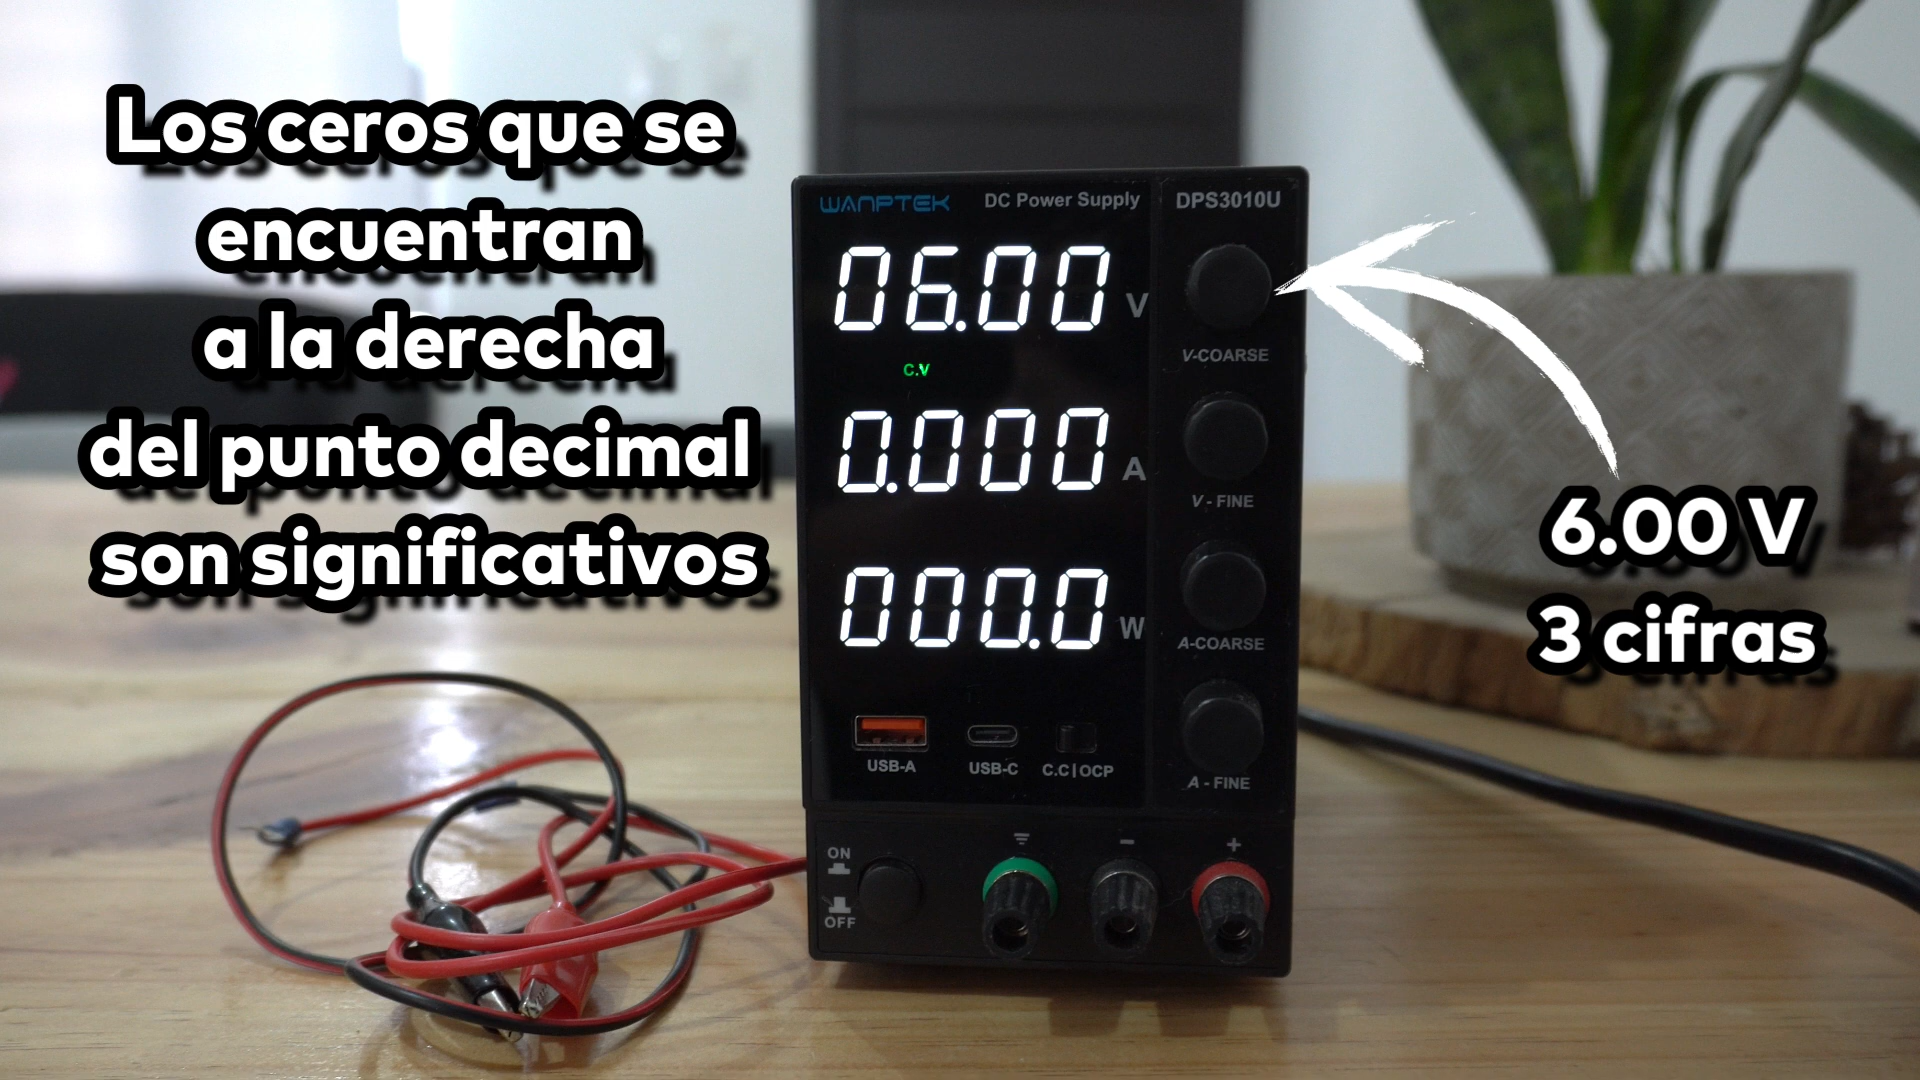 Los ceros que se
encuentran
a la derecha
del punto decimal
son significativos
WANPTEK DC Power Supply DPS3010U
06.00 V
V-COARSE
C.V
0.000 A
V - FINE
000.0 W
A-COARSE
USB-A USB-C C.C|OCP
A - FINE
ON
OFF
- +
6.00 V
3 cifras